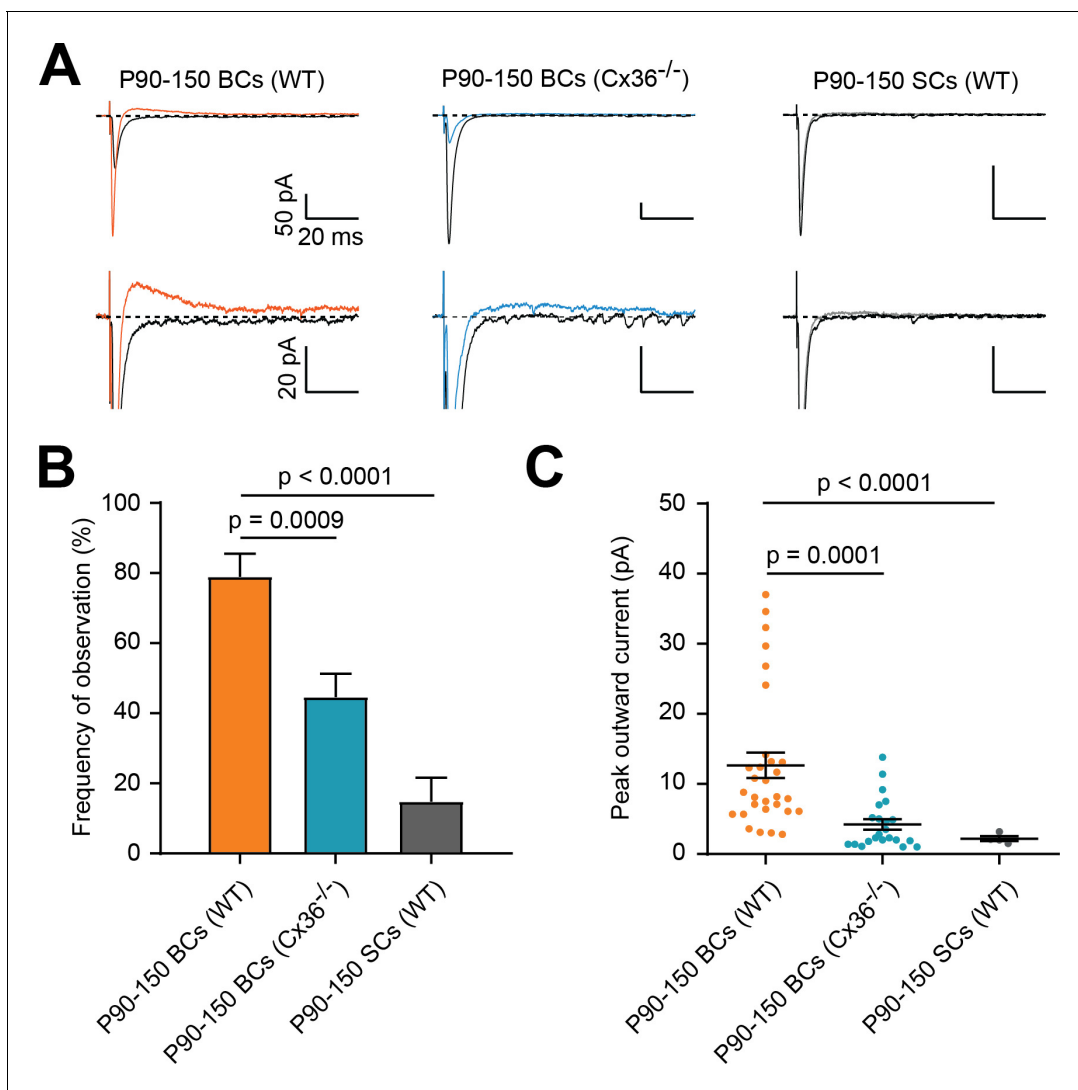 A
P90-150 BCs (WT)
P90-150 BCs (Cx36-/-)
P90-150 SCs (WT)
50 pA
20 ms
20 pA
B
p < 0.0001
p = 0.0009
Frequency of observation (%)
100
80
60
40
20
0
P90-150 BCs (WT)
P90-150 BCs (Cx36-/-)
P90-150 SCs (WT)
C
p < 0.0001
p = 0.0001
Peak outward current (pA)
50
40
30
20
10
0
P90-150 BCs (WT)
P90-150 BCs (Cx36-/-)
P90-150 SCs (WT)